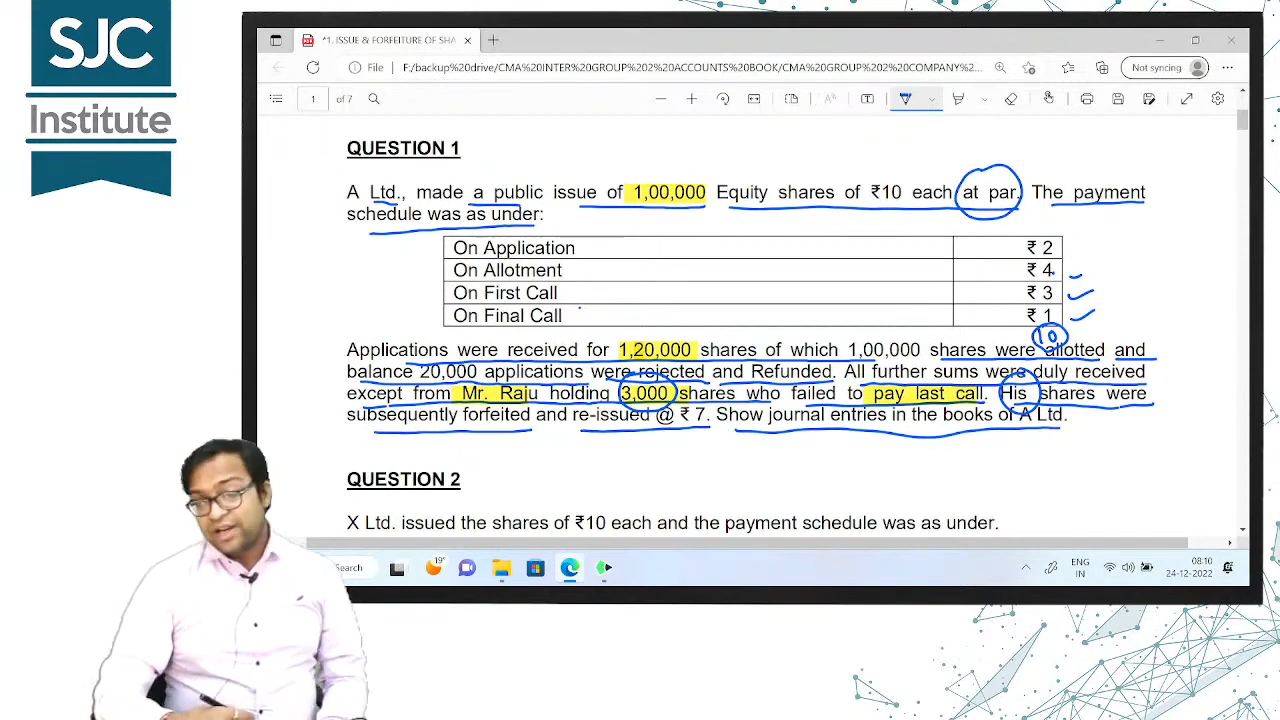 SJC
Institute
*1. ISSUE & FORFEITURE OF SHA
File F:/backup%20drive/CMA%20INTER%20GROUP%202%20ACCOUNTS%20BOOK/CMA%20GROUP%202%20COMPANY%2... Not syncing
1 of 7
QUESTION 1
A Ltd., made a public issue of 1,00,000 Equity shares of ₹10 each at par. The payment
schedule was as under:
On Application ₹ 2
On Allotment ₹ 4
On First Call ₹ 3
On Final Call ₹ 1
10
Applications were received for 1,20,000 shares of which 1,00,000 shares were allotted and
balance 20,000 applications were rejected and Refunded. All further sums were duly received
except from Mr. Raju holding 3,000 shares who failed to pay last call. His shares were
subsequently forfeited and re-issued @ ₹ 7. Show journal entries in the books of A Ltd.
QUESTION 2
X Ltd. issued the shares of ₹10 each and the payment schedule was as under.
Search 19° ENG IN 08:10 24-12-2022